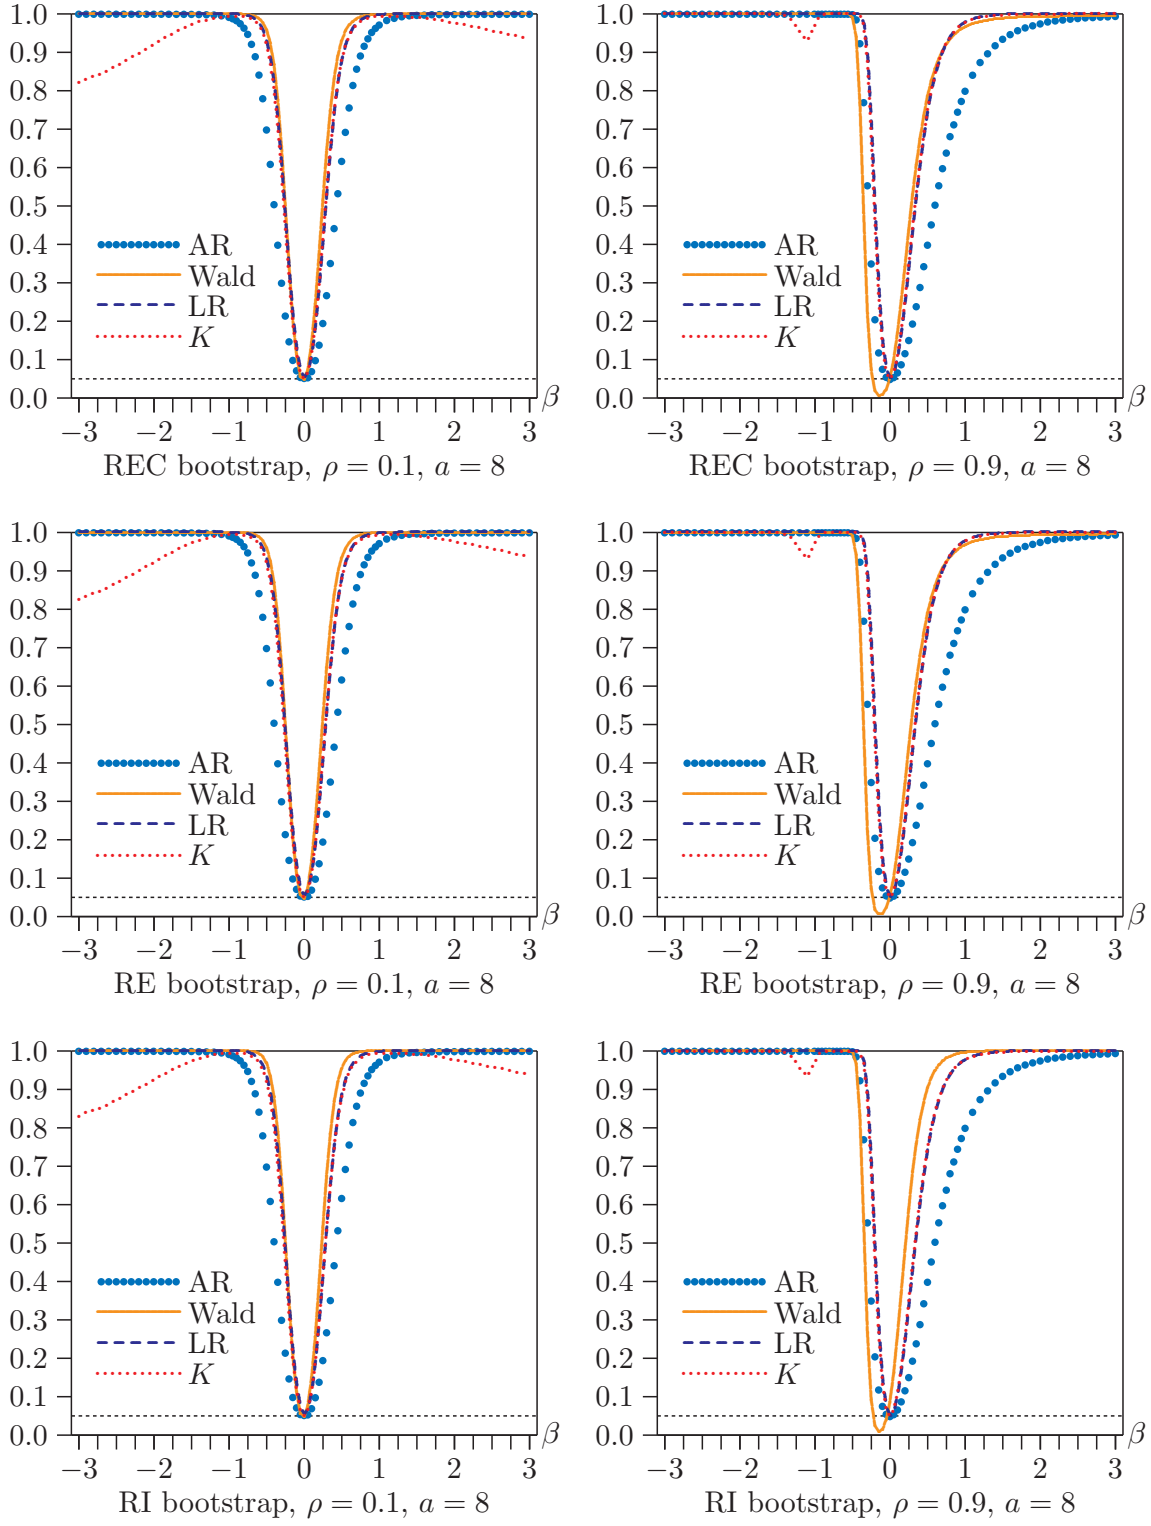 1.0
0.9
0.8
0.7
0.6
0.5
0.4
0.3
0.2
0.1
0.0
AR
Wald
LR
K
β
−3 −2 −1 0 1 2 3
REC bootstrap, ρ = 0.1, a = 8
1.0
0.9
0.8
0.7
0.6
0.5
0.4
0.3
0.2
0.1
0.0
AR
Wald
LR
K
β
−3 −2 −1 0 1 2 3
REC bootstrap, ρ = 0.9, a = 8
1.0
0.9
0.8
0.7
0.6
0.5
0.4
0.3
0.2
0.1
0.0
AR
Wald
LR
K
β
−3 −2 −1 0 1 2 3
RE bootstrap, ρ = 0.1, a = 8
1.0
0.9
0.8
0.7
0.6
0.5
0.4
0.3
0.2
0.1
0.0
AR
Wald
LR
K
β
−3 −2 −1 0 1 2 3
RE bootstrap, ρ = 0.9, a = 8
1.0
0.9
0.8
0.7
0.6
0.5
0.4
0.3
0.2
0.1
0.0
AR
Wald
LR
K
β
−3 −2 −1 0 1 2 3
RI bootstrap, ρ = 0.1, a = 8
1.0
0.9
0.8
0.7
0.6
0.5
0.4
0.3
0.2
0.1
0.0
AR
Wald
LR
K
β
−3 −2 −1 0 1 2 3
RI bootstrap, ρ = 0.9, a = 8